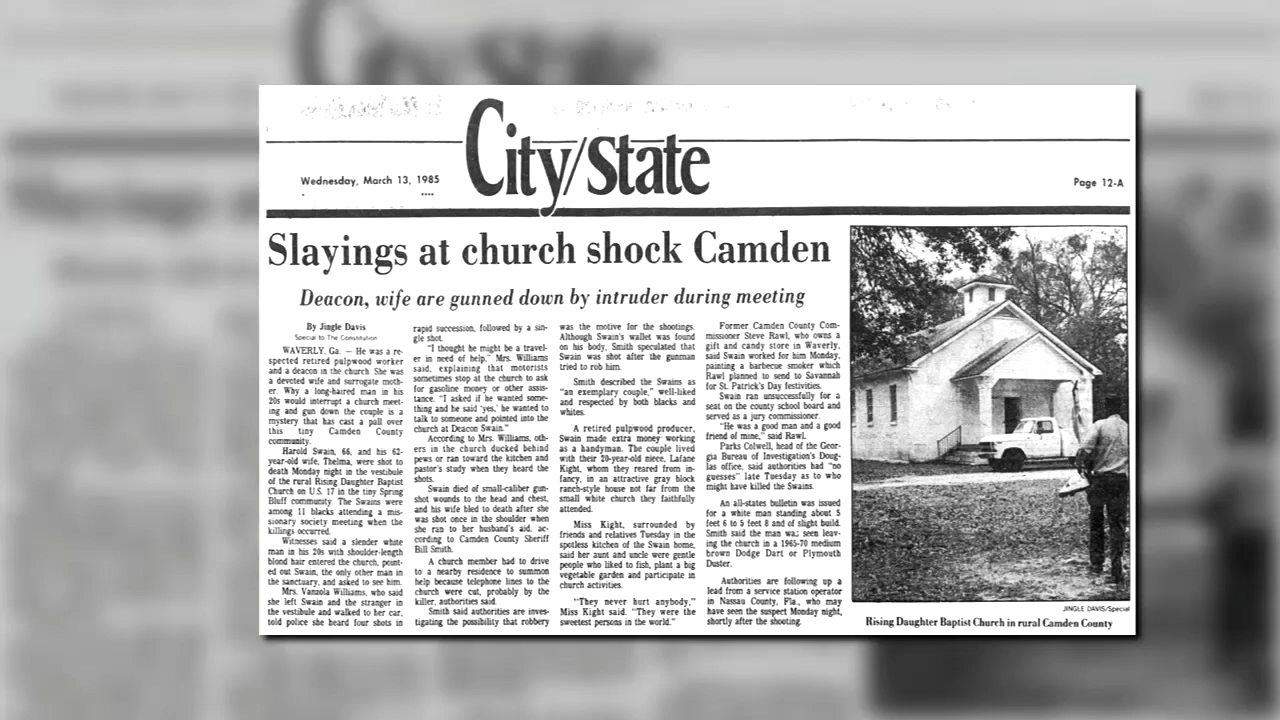 City/State
Wednesday, March 13, 1985
Page 12-A
Slayings at church shock Camden
Deacon, wife are gunned down by intruder during meeting
By Jingle Davis
Special to The Constitution
WAVERLY, Ga. — He was a re-
spected retired pulpwood worker
and a deacon in the church. She was
a devoted wife and surrogate moth-
er. Why a long-haired man in his
20s would interrupt a church meet-
ing and gun down the couple is a
mystery that has cast a pall over
this tiny Camden County
community.
Harold Swain, 66, and his 62-
year-old wife, Thelma, were shot to
death Monday night in the vestibule
of the rural Rising Daughter Baptist
Church on U.S. 17 in the tiny Spring
Bluff community. The Swains were
among 11 blacks attending a mis-
sionary society meeting when the
killings occurred.
Witnesses said a slender white
man in his 20s with shoulder-length
blond hair entered the church, point-
ed out Swain, the only other man in
the sanctuary, and asked to see him.
Mrs. Vanzola Williams, who said
she left Swain and the stranger in
the vestibule and walked to her car,
told police she heard four shots in
rapid succession, followed by a sin-
gle shot.
"I thought he might be a travel-
er in need of help," Mrs. Williams
said, explaining that motorists
sometimes stop at the church to ask
for gasoline money or other assis-
tance. "I asked if he wanted some-
thing and he said 'yes,' he wanted to
talk to someone and pointed into the
church at Deacon Swain."
According to Mrs. Williams, oth-
ers in the church ducked behind
pews or ran toward the kitchen and
pastor's study when they heard the
shots.
Swain died of small-caliber gun-
shot wounds to the head and chest,
and his wife bled to death after she
was shot once in the shoulder when
she ran to her husband's aid, ac-
cording to Camden County Sheriff
Bill Smith.
A church member had to drive
to a nearby residence to summon
help because telephone lines to the
church were cut, probably by the
killer, authorities said.
Smith said authorities are inves-
tigating the possibility that robbery
was the motive for the shootings.
Although Swain's wallet was found
on his body, Smith speculated that
Swain was shot after the gunman
tried to rob him.
Smith described the Swains as
"an exemplary couple," well-liked
and respected by both blacks and
whites.
A retired pulpwood producer,
Swain made extra money working
as a handyman. The couple lived
with their 20-year-old niece, Lafane
Kight, whom they reared from in-
fancy, in an attractive gray block
ranch-style house not far from the
small white church they faithfully
attended.
Miss Kight, surrounded by
friends and relatives Tuesday in the
spotless kitchen of the Swain home,
said her aunt and uncle were gentle
people who liked to fish, plant a big
vegetable garden and participate in
church activities.
"They never hurt anybody,"
Miss Kight said. "They were the
sweetest persons in the world."
Former Camden County Com-
missioner Steve Rawl, who owns a
gift and candy store in Waverly,
said Swain worked for him Monday,
painting a barbecue smoker which
Rawl planned to send to Savannah
for St. Patrick's Day festivities.
Swain ran unsuccessfully for a
seat on the county school board and
served as a jury commissioner.
"He was a good man and a good
friend of mine," said Rawl.
Parks Colwell, head of the Geor-
gia Bureau of Investigation's Doug-
las office, said authorities had "no
guesses" late Tuesday as to who
might have killed the Swains.
An all-states bulletin was issued
for a white man standing about 5
feet 6 to 5 feet 8 and of slight build.
Smith said the man was seen leav-
ing the church in a 1965-70 medium
brown Dodge Dart or Plymouth
Duster.
Authorities are following up a
lead from a service station operator
in Nassau County, Fla., who may
have seen the suspect Monday night,
shortly after the shooting.
JINGLE DAVIS/Special
Rising Daughter Baptist Church in rural Camden County